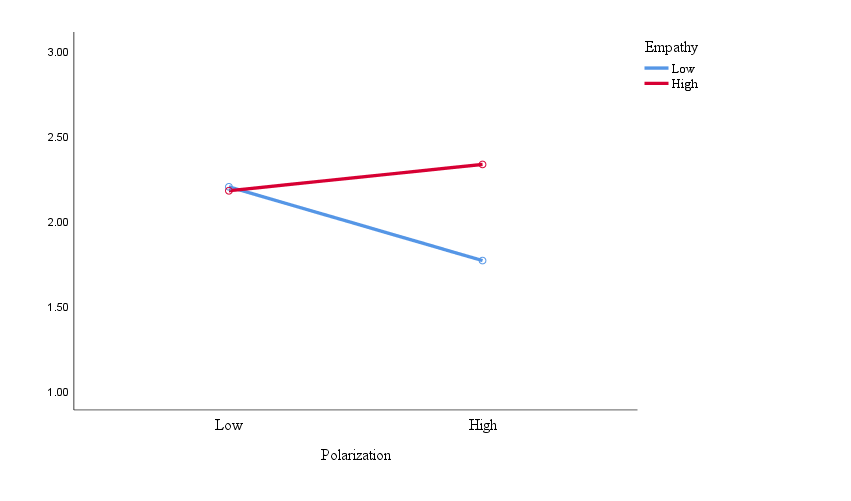 Empathy
Low
High
3.00
2.50
2.00
1.50
1.00
Low High
Polarization